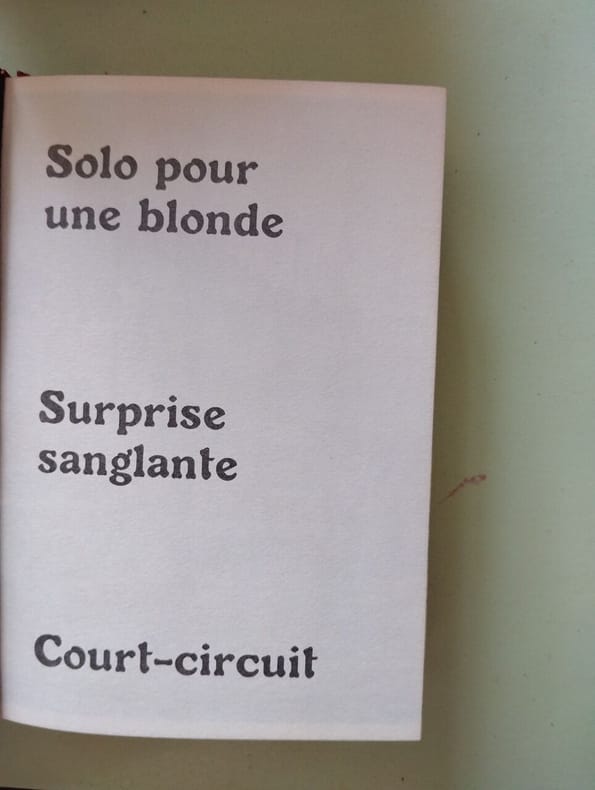 Solo pour
une blonde
Surprise
sanglante
Court-circuit